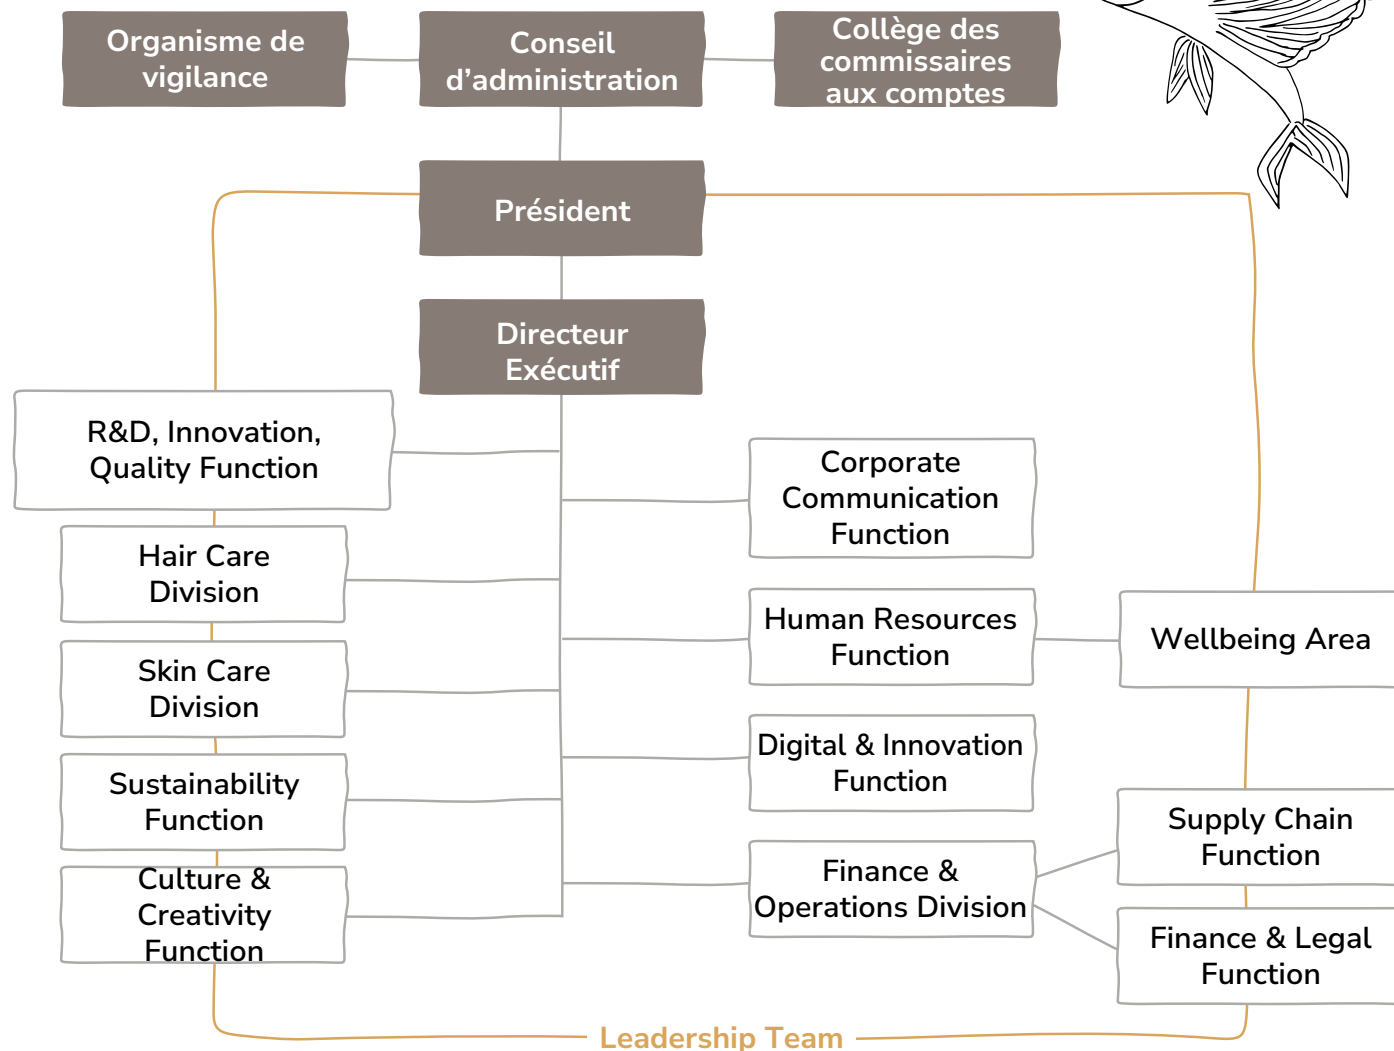 Organisme de
vigilance
Conseil
d’administration
Collège des
commissaires
aux comptes
Président
Directeur
Exécutif
R&D, Innovation,
Quality Function
Hair Care
Division
Skin Care
Division
Sustainability
Function
Culture &
Creativity
Function
Corporate
Communication
Function
Human Resources
Function
Wellbeing Area
Digital & Innovation
Function
Finance &
Operations Division
Supply Chain
Function
Finance & Legal
Function
Leadership Team